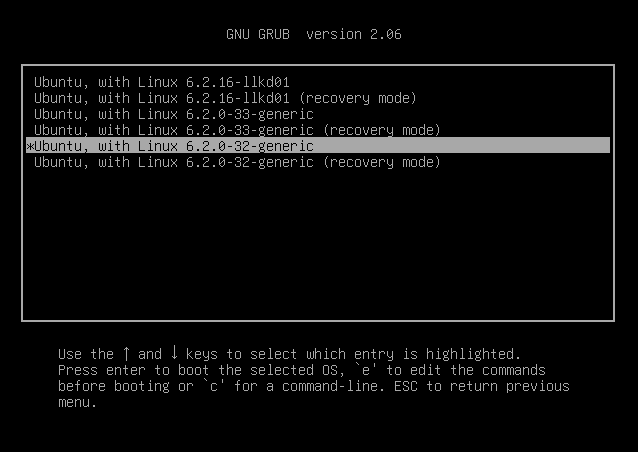 GNU GRUB  version 2.06
Ubuntu, with Linux 6.2.16-llkd01
Ubuntu, with Linux 6.2.16-llkd01 (recovery mode)
Ubuntu, with Linux 6.2.0-33-generic
Ubuntu, with Linux 6.2.0-33-generic (recovery mode)
*Ubuntu, with Linux 6.2.0-32-generic
Ubuntu, with Linux 6.2.0-32-generic (recovery mode)
Use the ↑ and ↓ keys to select which entry is highlighted.
Press enter to boot the selected OS, `e' to edit the commands
before booting or `c' for a command-line. ESC to return previous
menu.